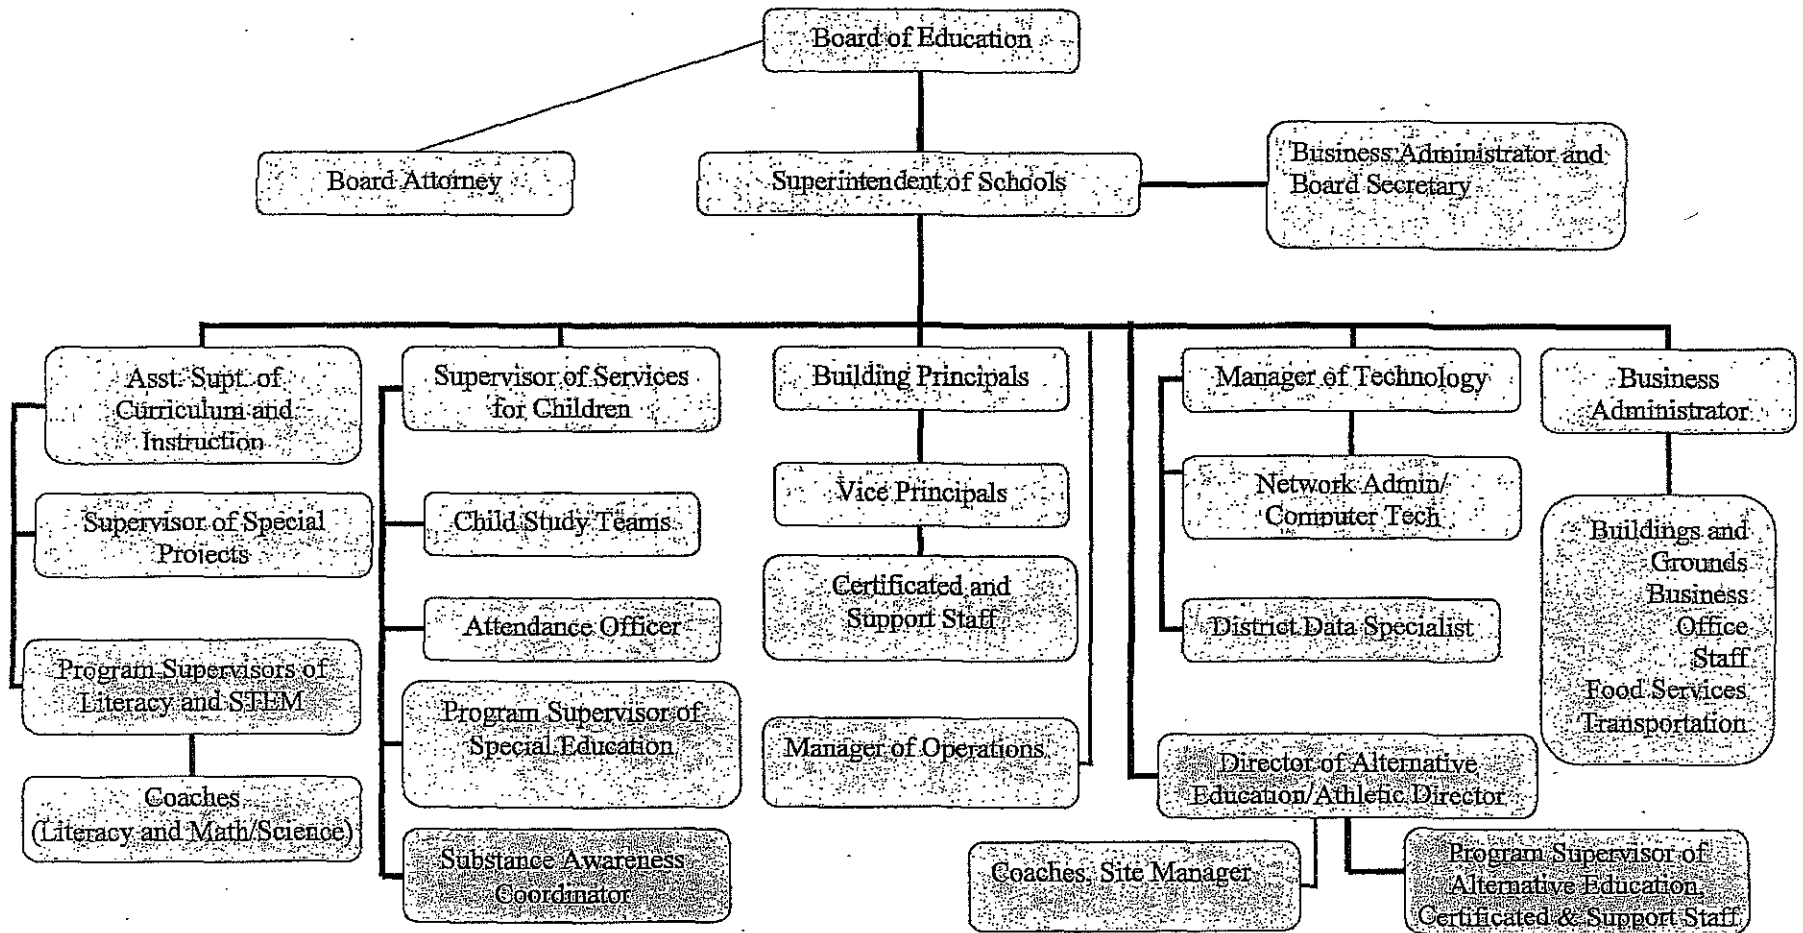 Board of Education
Board Attorney
Superintendent of Schools
Business Administrator and
Board Secretary
Asst. Supt. of
Curriculum and
Instruction
Supervisor of Special
Projects
Program Supervisors of
Literacy and STEM
Coaches
(Literacy and Math/Science)
Supervisor of Services
for Children
Child Study Teams
Attendance Officer
Program Supervisor of
Special Education
Substance Awareness
Coordinator
Building Principals
Vice Principals
Certificated and
Support Staff
Manager of Operations
Manager of Technology
Network Admin/
Computer Tech
District Data Specialist
Director of Alternative
Education/Athletic Director
Coaches, Site Manager
Program Supervisor of
Alternative Education,
Certificated & Support Staff
Business
Administrator
Buildings and
Grounds
Business
Office
Staff
Food Services
Transportation